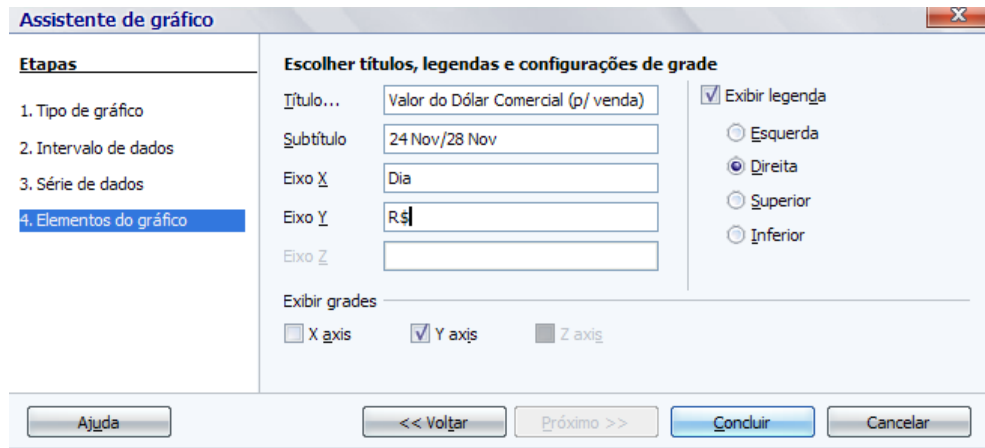 Assistente de gráfico
X
Etapas
1. Tipo de gráfico
2. Intervalo de dados
3. Série de dados
4. Elementos do gráfico
Escolher títulos, legendas e configurações de grade
Título... Valor do Dólar Comercial (p/ venda)
Subtítulo 24 Nov/28 Nov
Eixo X Dia
Eixo Y R$
Eixo Z
Exibir legenda
Esquerda
Direita
Superior
Inferior
Exibir grades
X axis Y axis Z axis
Ajuda << Voltar Próximo >> Concluir Cancelar